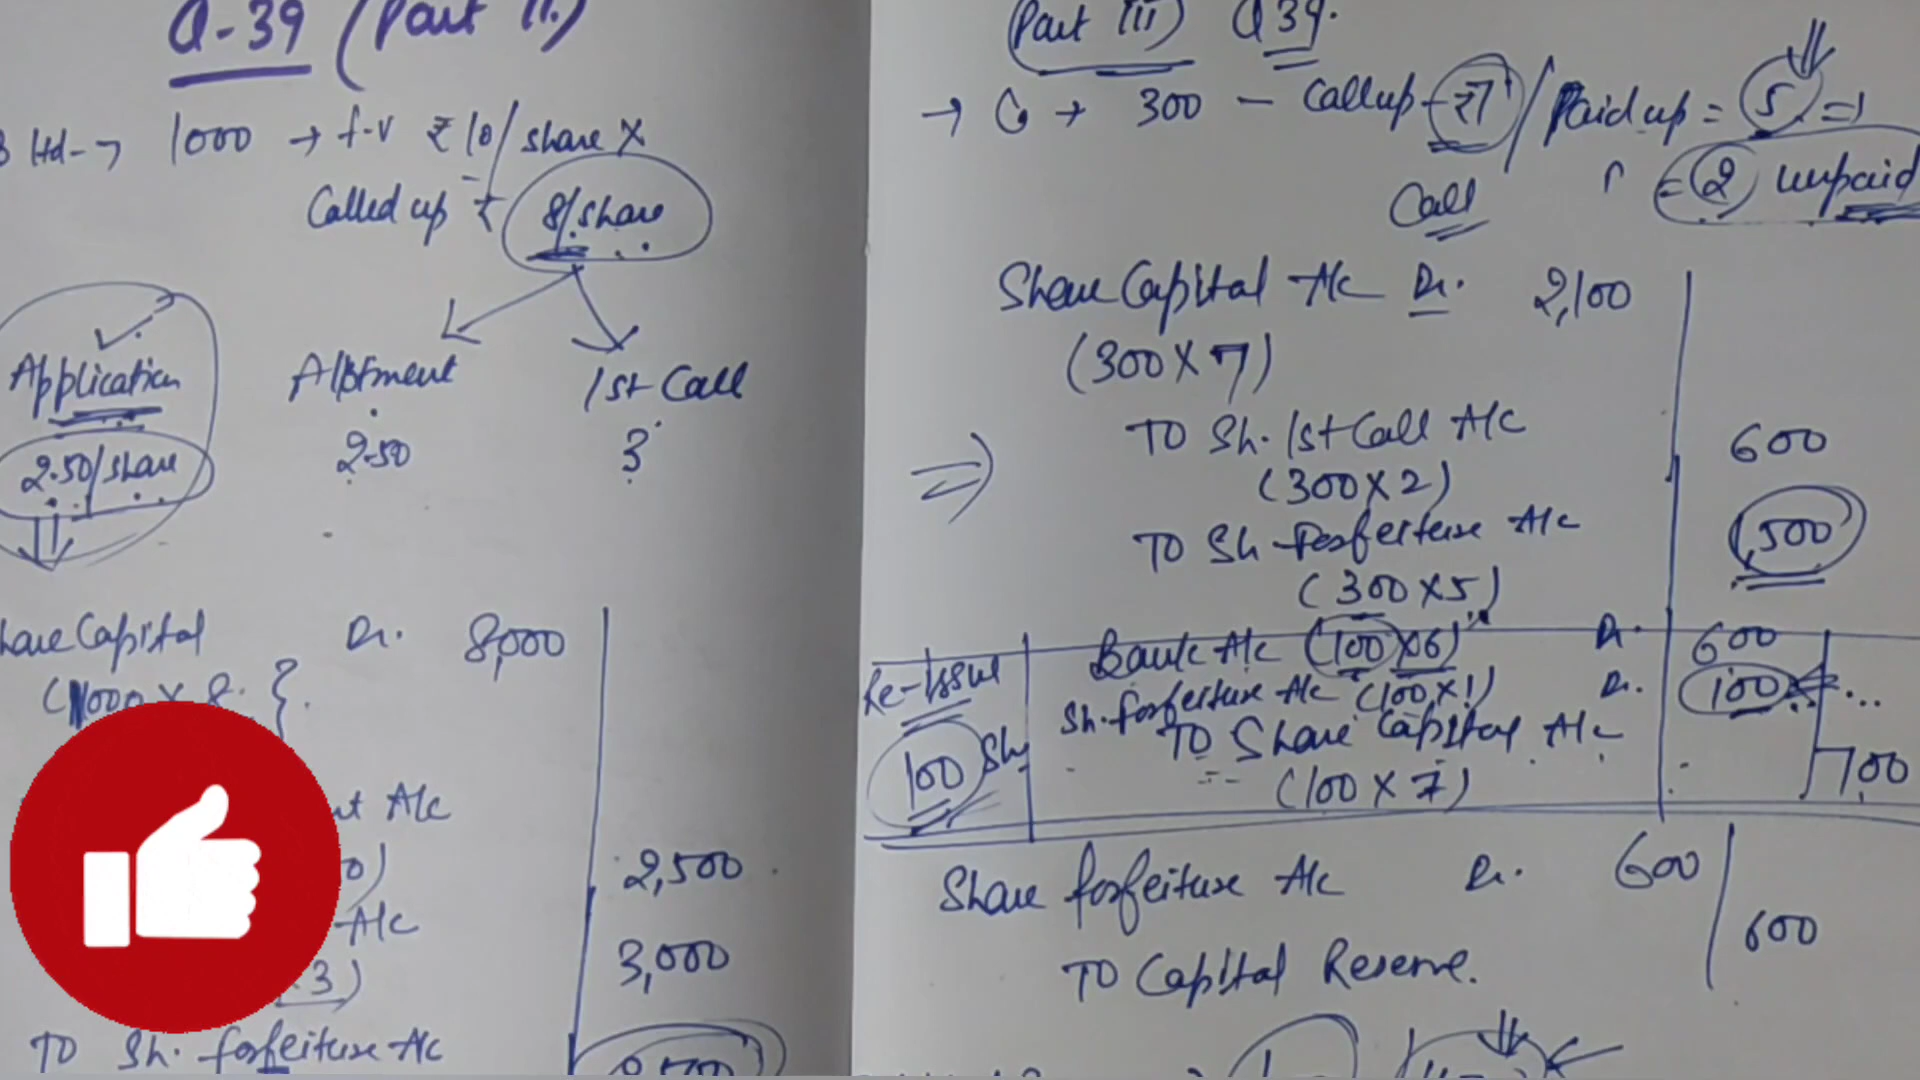 Q-39 (Part II)
B Ltd → 1000 → f.v ₹ 10/share X
Called up ₹ 8/share
Application Allotment 1st Call
2.50/share 2.50 3
Share Capital Dr. 8,000
(1000 X 8
nt A/c
0) 2,500
A/c
3) 3,000
TO Sh. forfeiture A/c
(Part III) Q39.
→ Co → 300 - Callup - ₹7 / Paid up = 5 =)
Call = 2 unpaid
Share Capital A/c Dr. 2,100
(300 X 7)
TO Sh. 1st Call A/c 600
(300 X 2)
TO Sh Forfeiture A/c 1,500
(300 X 5)
Re-Issue Bank A/c (100 X 6) Dr. 600
Sh. forfeiture A/c (100 X 1) Dr. 100
100 Sh TO Share Capital A/c
(100 X 7) 700
Share forfeiture A/c Dr. 600
TO Capital Reserve. 600